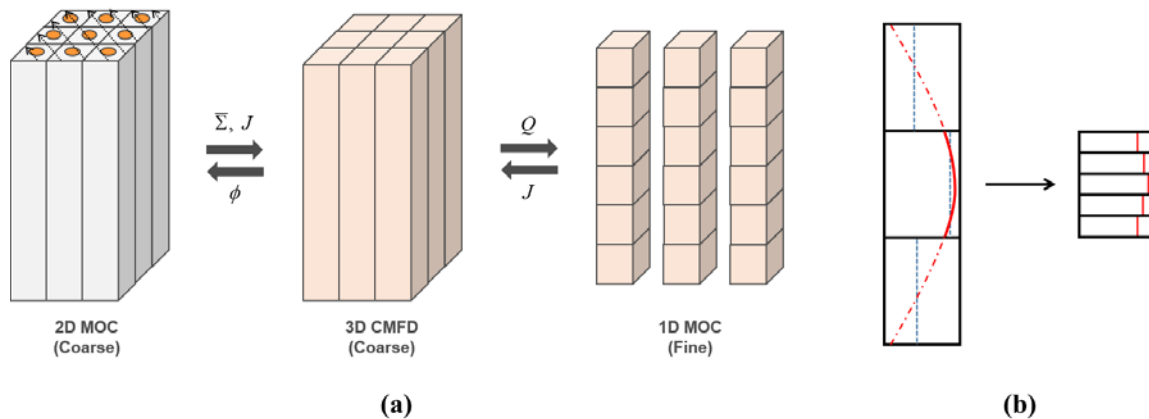 Σ̅, J
ϕ
Q
J
2D MOC
(Coarse)
3D CMFD
(Coarse)
1D MOC
(Fine)
(a)
(b)